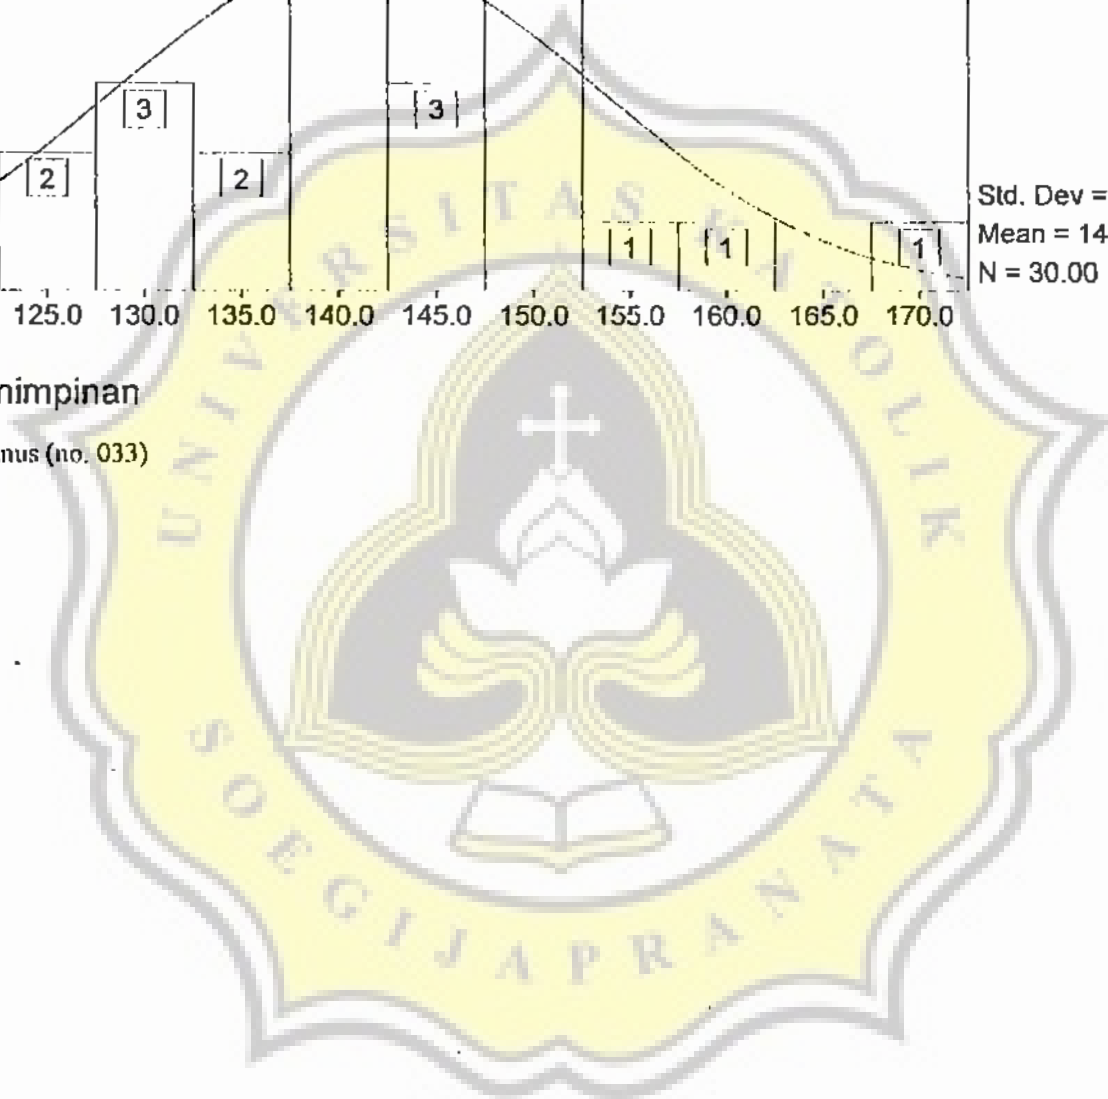 3
3
2
2
1
1
1
Std. Dev =
Mean = 14
N = 30.00
125.0 130.0 135.0 140.0 145.0 150.0 155.0 160.0 165.0 170.0
nimpinan
nus (no. 033)
UNIVERSITAS KATOLIK
SOEGIJAPRANATA